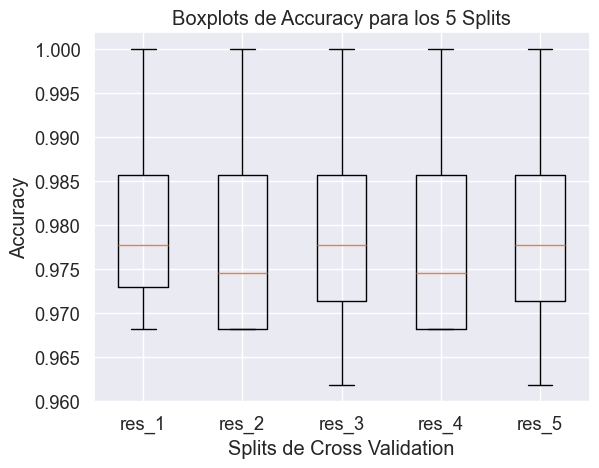 Boxplots de Accuracy para los 5 Splits
1.000
0.995
0.990
0.985
0.980
0.975
0.970
0.965
0.960
Accuracy
res_1 res_2 res_3 res_4 res_5
Splits de Cross Validation